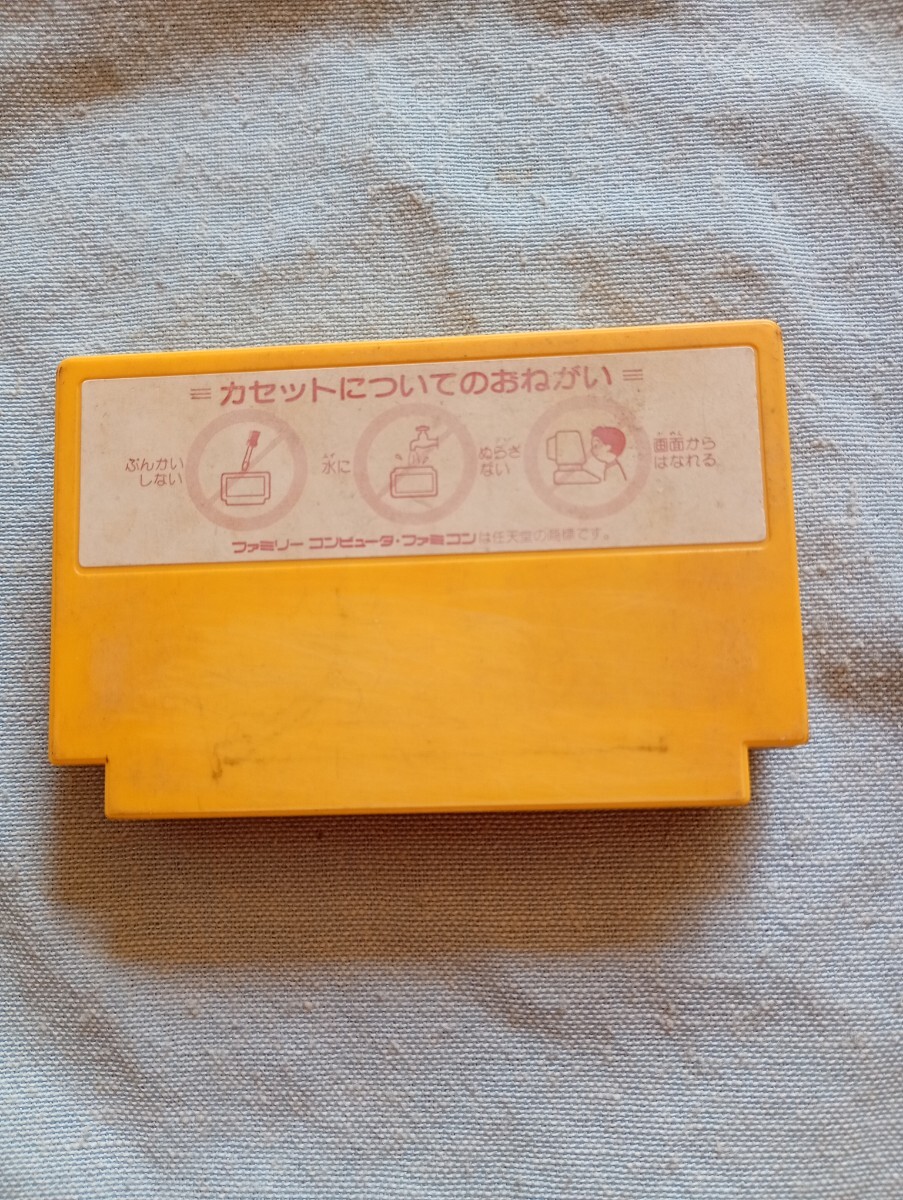 カセットについてのおねがい
ぶんかい
しない
水に
ぬらさ
ない
画面から
はなれる
ファミリー コンピュータ・ファミコンは任天堂の商標です。